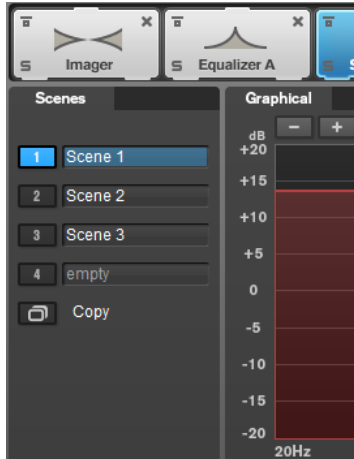 S Imager
S Equalizer A
S
Scenes
Graphical
1 Scene 1
2 Scene 2
3 Scene 3
4 empty
Copy
dB
- +
+20
+15
+10
+5
0
-5
-10
-15
-20
20Hz